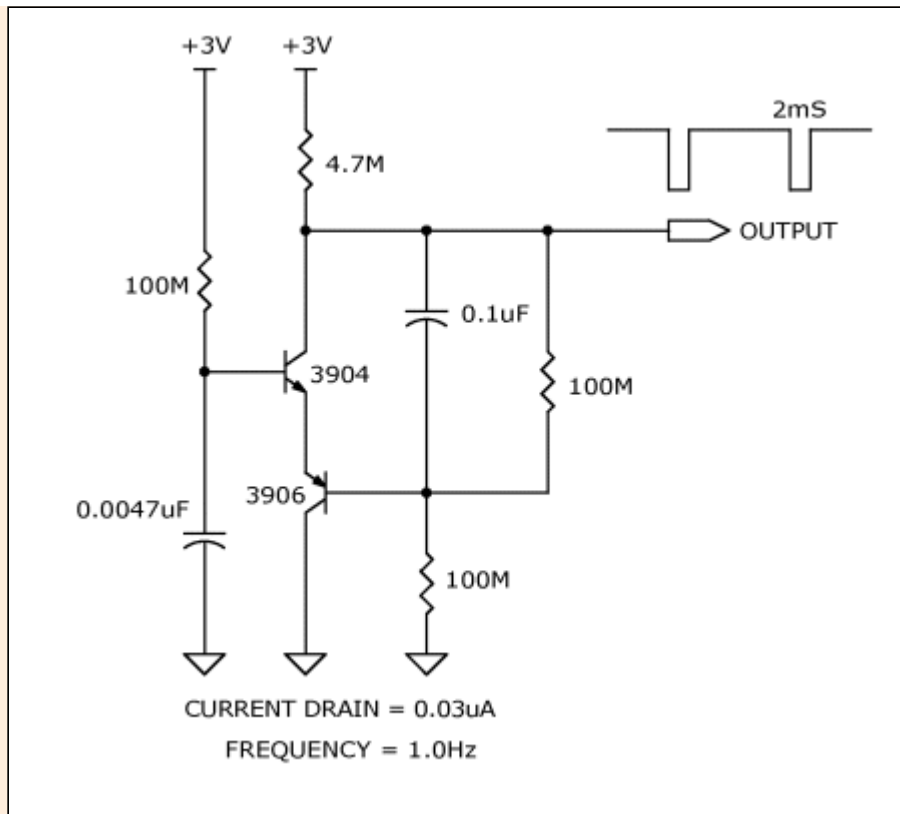 +3V
+3V
2mS
4.7M
OUTPUT
100M
0.1uF
3904
100M
3906
0.0047uF
100M
CURRENT DRAIN = 0.03uA
FREQUENCY = 1.0Hz